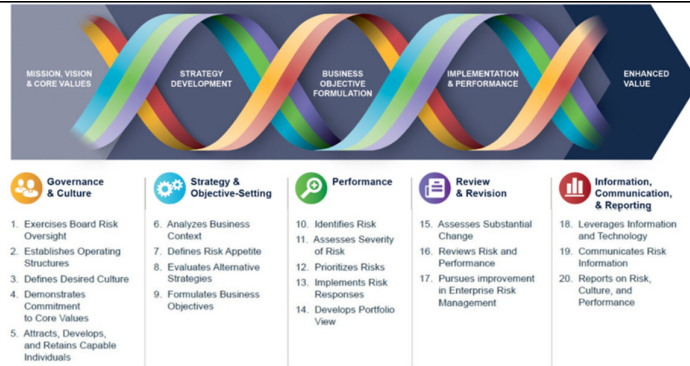 MISSION, VISION
& CORE VALUES
STRATEGY
DEVELOPMENT
BUSINESS
OBJECTIVE
FORMULATION
IMPLEMENTATION
& PERFORMANCE
ENHANCED
VALUE
Governance
& Culture
1. Exercises Board Risk
Oversight
2. Establishes Operating
Structures
3. Defines Desired Culture
4. Demonstrates
Commitment
to Core Values
5. Attracts, Develops,
and Retains Capable
Individuals
Strategy &
Objective-Setting
6. Analyzes Business
Context
7. Defines Risk Appetite
8. Evaluates Alternative
Strategies
9. Formulates Business
Objectives
Performance
10. Identifies Risk
11. Assesses Severity
of Risk
12. Prioritizes Risks
13. Implements Risk
Responses
14. Develops Portfolio
View
Review
& Revision
15. Assesses Substantial
Change
16. Reviews Risk and
Performance
17. Pursues improvement
in Enterprise Risk
Management
Information,
Communication,
& Reporting
18. Leverages Information
and Technology
19. Communicates Risk
Information
20. Reports on Risk,
Culture, and
Performance